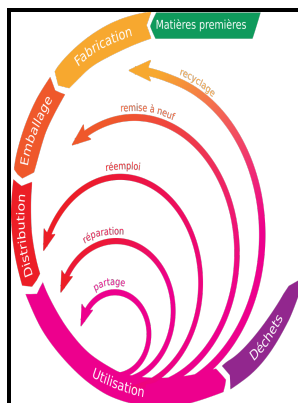 Matières premières
Fabrication
recyclage
Emballage
remise à neuf
réemploi
Distribution
réparation
partage
Utilisation
Déchets